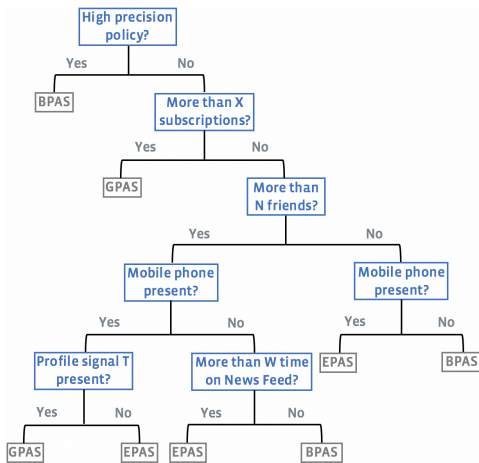 High precision
policy?
Yes
No
BPAS
More than X
subscriptions?
Yes
No
GPAS
More than
N friends?
Yes
No
Mobile phone
present?
Mobile phone
present?
Yes
No
Yes
No
Profile signal T
present?
More than W time
on News Feed?
EPAS
BPAS
Yes
No
Yes
No
GPAS
EPAS
EPAS
BPAS